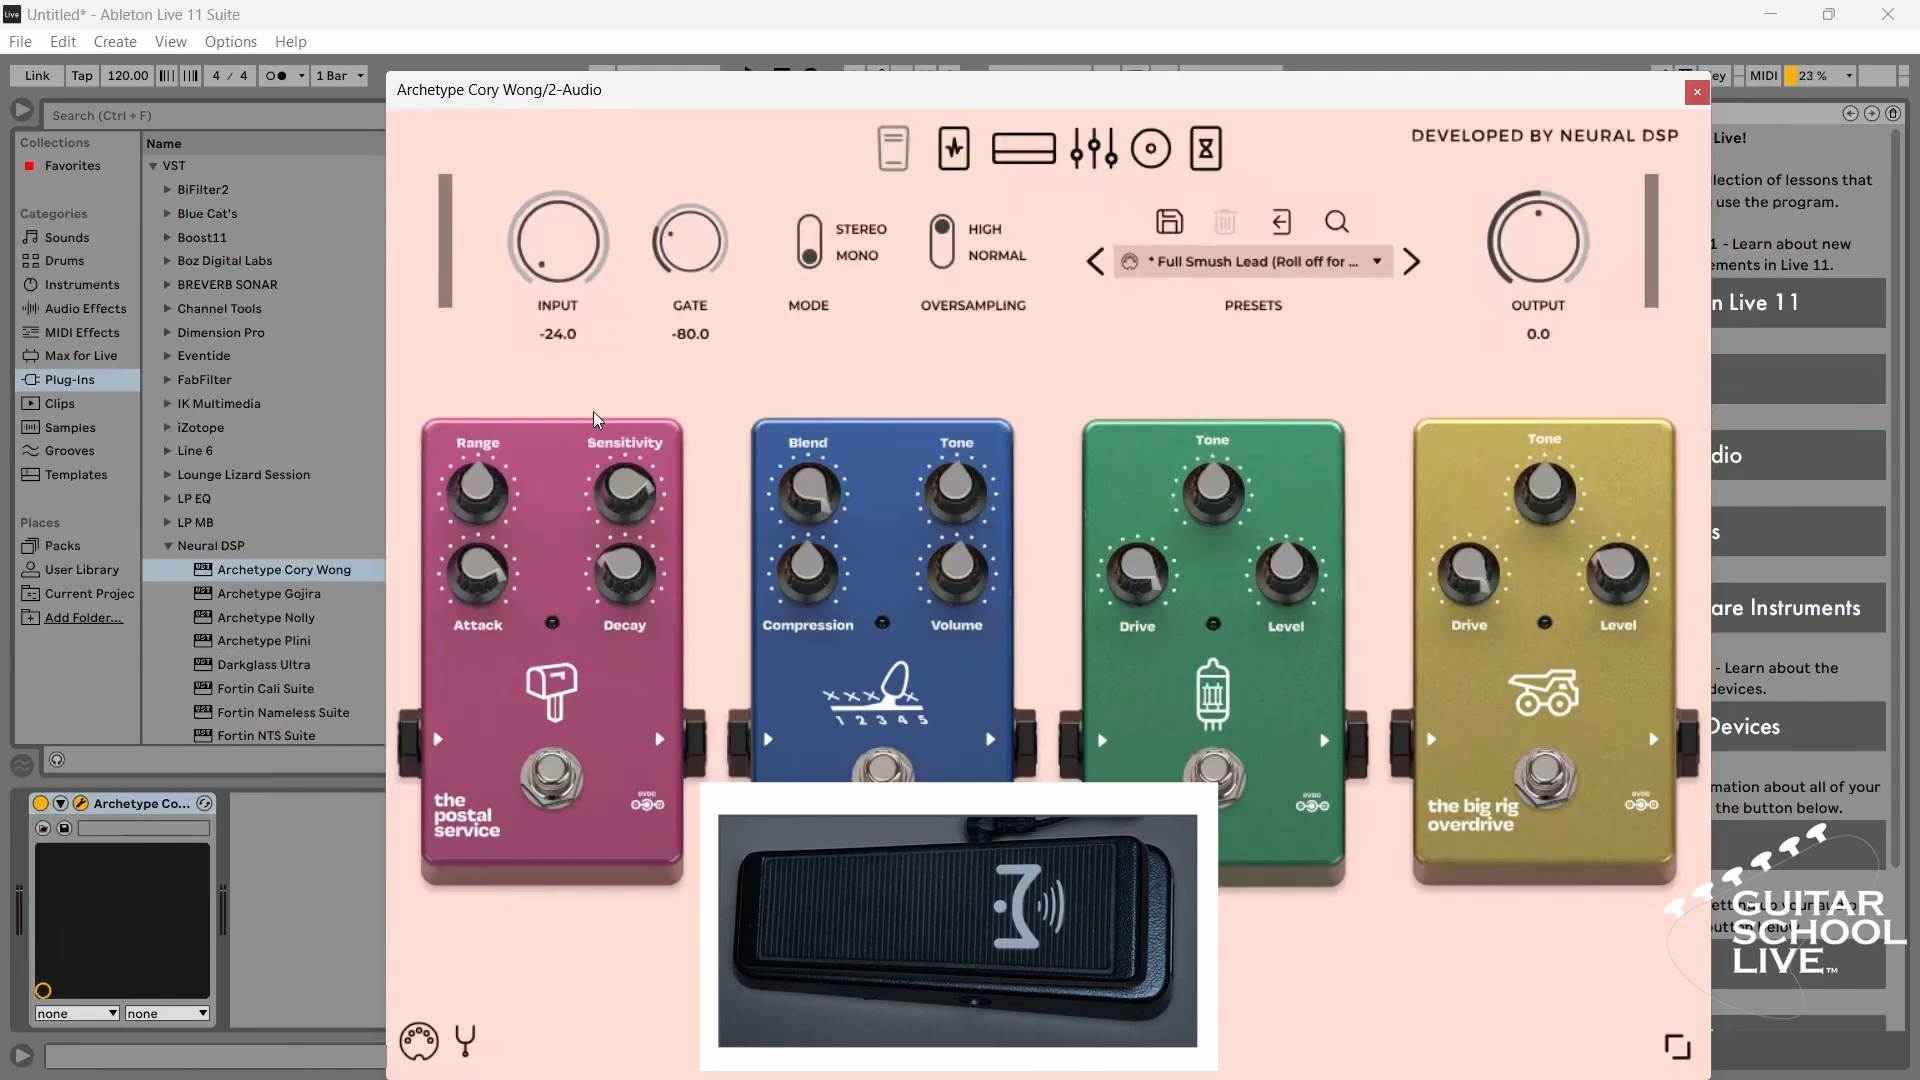 Untitled* - Ableton Live 11 Suite
File Edit Create View Options Help
Link Tap 120.00 4 / 4 1 Bar
Key MIDI 23 %
Search (Ctrl + F)
Collections
Favorites
Categories
Sounds
Drums
Instruments
Audio Effects
MIDI Effects
Max for Live
Plug-Ins
Clips
Samples
Grooves
Templates
Places
Packs
User Library
Current Projec
Add Folder...
Name
VST
BiFilter2
Blue Cat's
Boost11
Boz Digital Labs
BREVERB SONAR
Channel Tools
Dimension Pro
Eventide
FabFilter
IK Multimedia
iZotope
Line 6
Lounge Lizard Session
LP EQ
LP MB
Neural DSP
Archetype Cory Wong
Archetype Gojira
Archetype Nolly
Archetype Plini
Darkglass Ultra
Fortin Cali Suite
Fortin Nameless Suite
Fortin NTS Suite
Archetype Co...
none none
Archetype Cory Wong/2-Audio
DEVELOPED BY NEURAL DSP
INPUT
-24.0
GATE
-80.0
STEREO
MONO
MODE
HIGH
NORMAL
OVERSAMPLING
* Full Smush Lead (Roll off for ...
PRESETS
OUTPUT
0.0
Range Sensitivity
Attack Decay
the
postal
service
9VDC
Blend Tone
Compression Volume
1 2 3 4 5
Tone
Drive Level
9VDC
Tone
Drive Level
the big rig
overdrive
9VDC
Live!
lection of lessons that
use the program.
1 - Learn about new
ements in Live 11.
n Live 11
dio
s
are Instruments
- Learn about the
devices.
Devices
mation about all of your
the button below.
GUITAR
SCHOOL
LIVE™